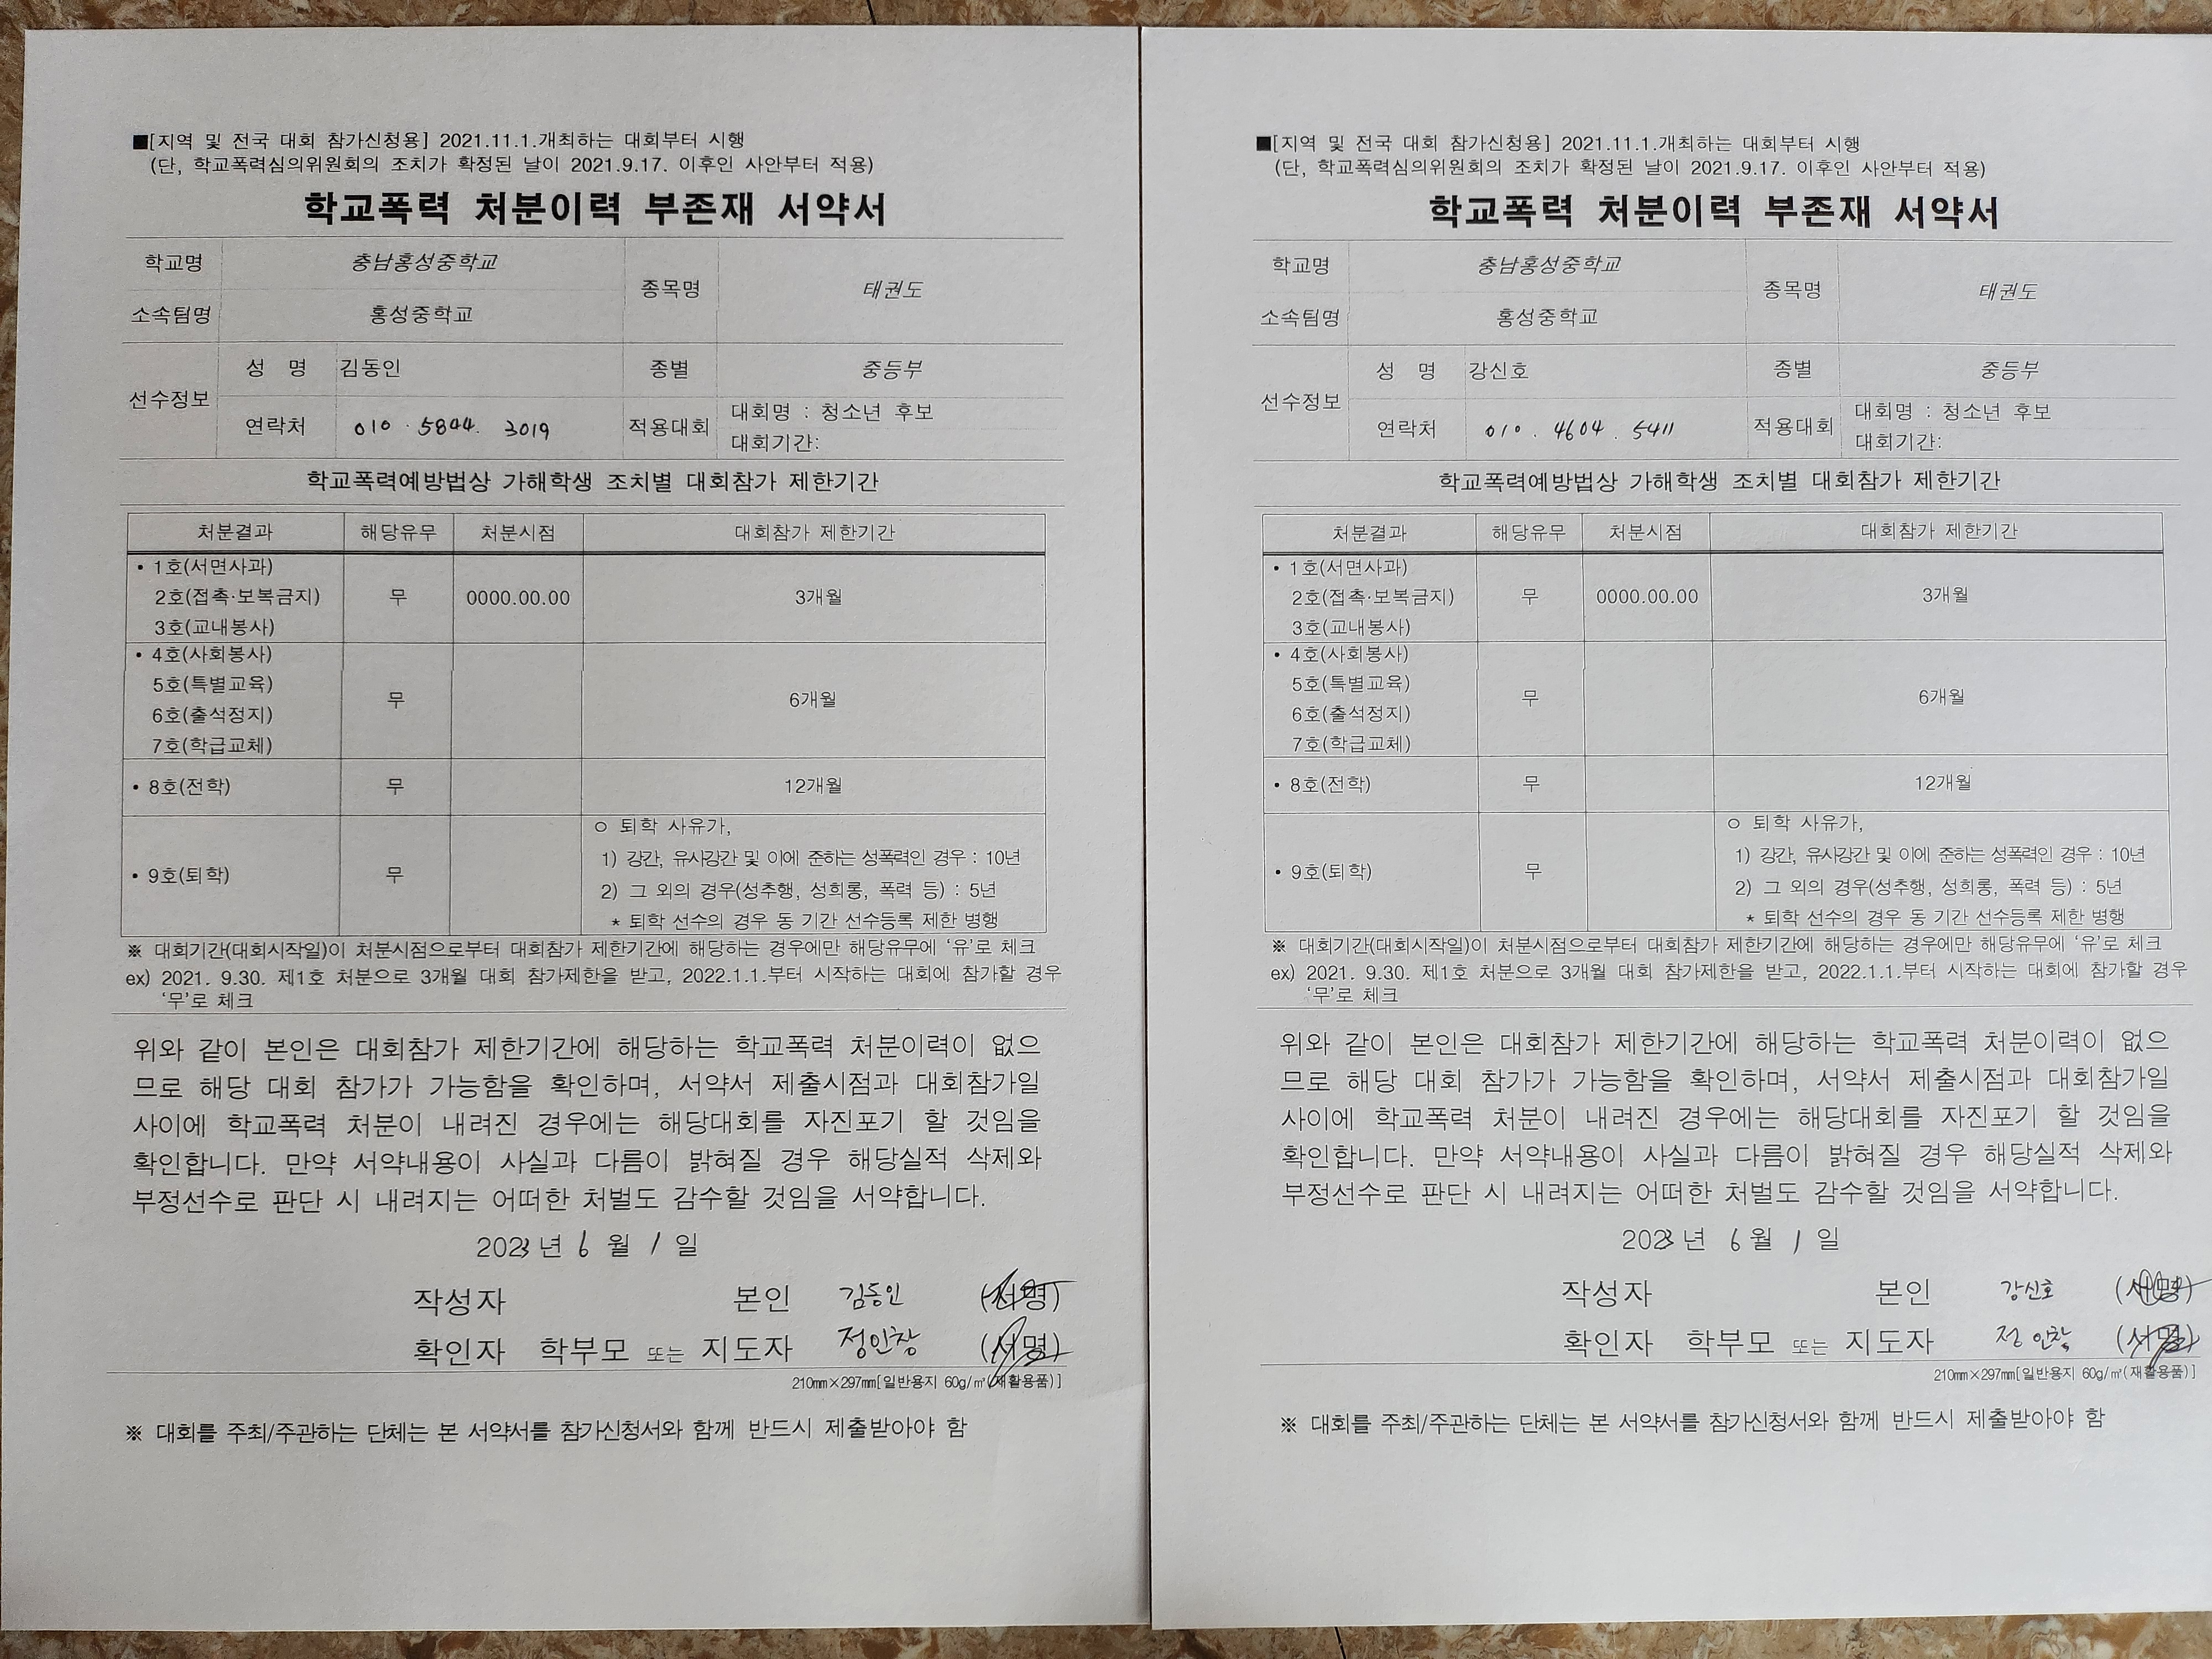 ■[지역 및 전국 대회 참가신청용] 2021.11.1.개최하는 대회부터 시행
(단, 학교폭력심의위원회의 조치가 확정된 날이 2021.9.17. 이후인 사안부터 적용)
학교폭력 처분이력 부존재 서약서
학교명 충남홍성중학교 종목명 태권도
소속팀명 홍성중학교
선수정보 성 명 김동인 종별 중등부
연락처 010 · 5844. 3019 적용대회 대회명 : 청소년 후보
대회기간:
학교폭력예방법상 가해학생 조치별 대회참가 제한기간
처분결과 해당유무 처분시점 대회참가 제한기간
• 1호(서면사과)
2호(접촉·보복금지) 무 0000.00.00 3개월
3호(교내봉사)
• 4호(사회봉사)
5호(특별교육)
무 6개월
6호(출석정지)
7호(학급교체)
• 8호(전학) 무 12개월
• 9호(퇴학) 무
ㅇ 퇴학 사유가,
1) 강간, 유사강간 및 이에 준하는 성폭력인 경우 : 10년
2) 그 외의 경우(성추행, 성희롱, 폭력 등) : 5년
* 퇴학 선수의 경우 동 기간 선수등록 제한 병행
※ 대회기간(대회시작일)이 처분시점으로부터 대회참가 제한기간에 해당하는 경우에만 해당유무에 ‘유’로 체크
ex) 2021. 9.30. 제1호 처분으로 3개월 대회 참가제한을 받고, 2022.1.1.부터 시작하는 대회에 참가할 경우
‘무’로 체크
위와 같이 본인은 대회참가 제한기간에 해당하는 학교폭력 처분이력이 없으
므로 해당 대회 참가가 가능함을 확인하며, 서약서 제출시점과 대회참가일
사이에 학교폭력 처분이 내려진 경우에는 해당대회를 자진포기 할 것임을
확인합니다. 만약 서약내용이 사실과 다름이 밝혀질 경우 해당실적 삭제와
부정선수로 판단 시 내려지는 어떠한 처벌도 감수할 것임을 서약합니다.
2023년 6 월 1 일
작성자 본인 김동인 (서명)
확인자 학부모 또는 지도자 정인창 (서명)
210㎜×297㎜[일반용지 60g/㎡(재활용품)]
※ 대회를 주최/주관하는 단체는 본 서약서를 참가신청서와 함께 반드시 제출받아야 함
■[지역 및 전국 대회 참가신청용] 2021.11.1.개최하는 대회부터 시행
(단, 학교폭력심의위원회의 조치가 확정된 날이 2021.9.17. 이후인 사안부터 적용)
학교폭력 처분이력 부존재 서약서
학교명 충남홍성중학교 종목명 태권도
소속팀명 홍성중학교
선수정보 성 명 강신호 종별 중등부
연락처 010 . 4604 . 5411 적용대회 대회명 : 청소년 후보
대회기간:
학교폭력예방법상 가해학생 조치별 대회참가 제한기간
처분결과 해당유무 처분시점 대회참가 제한기간
• 1호(서면사과)
2호(접촉·보복금지) 무 0000.00.00 3개월
3호(교내봉사)
• 4호(사회봉사)
5호(특별교육)
무 6개월
6호(출석정지)
7호(학급교체)
• 8호(전학) 무 12개월
• 9호(퇴학) 무
ㅇ 퇴학 사유가,
1) 강간, 유사강간 및 이에 준하는 성폭력인 경우 : 10년
2) 그 외의 경우(성추행, 성희롱, 폭력 등) : 5년
* 퇴학 선수의 경우 동 기간 선수등록 제한 병행
※ 대회기간(대회시작일)이 처분시점으로부터 대회참가 제한기간에 해당하는 경우에만 해당유무에 ‘유’로 체크
ex) 2021. 9.30. 제1호 처분으로 3개월 대회 참가제한을 받고, 2022.1.1.부터 시작하는 대회에 참가할 경우
‘무’로 체크
위와 같이 본인은 대회참가 제한기간에 해당하는 학교폭력 처분이력이 없으
므로 해당 대회 참가가 가능함을 확인하며, 서약서 제출시점과 대회참가일
사이에 학교폭력 처분이 내려진 경우에는 해당대회를 자진포기 할 것임을
확인합니다. 만약 서약내용이 사실과 다름이 밝혀질 경우 해당실적 삭제와
부정선수로 판단 시 내려지는 어떠한 처벌도 감수할 것임을 서약합니다.
2023년 6 월 1 일
작성자 본인 강신호 (서명)
확인자 학부모 또는 지도자 정인창 (서명)
210㎜×297㎜[일반용지 60g/㎡(재활용품)]
※ 대회를 주최/주관하는 단체는 본 서약서를 참가신청서와 함께 반드시 제출받아야 함